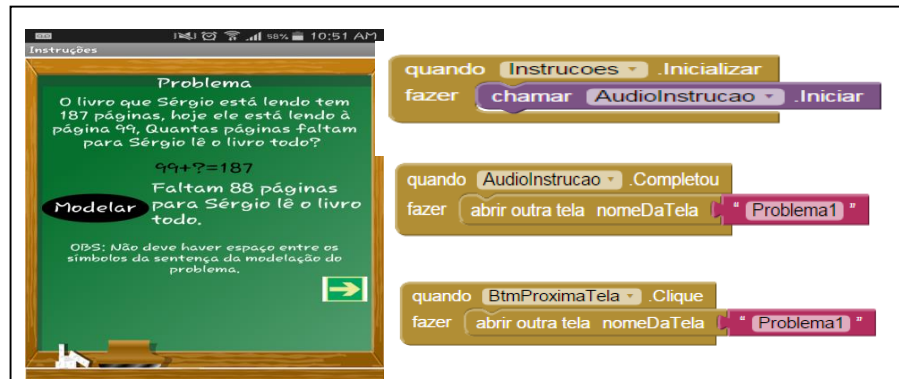 58% 10:51 AM
Instruções
Problema
O livro que Sérgio está lendo tem
187 páginas, hoje ele está lendo à
página 99, Quantas páginas faltam
para Sérgio lê o livro todo?
99+?=187
Modelar
Faltam 88 páginas
para Sérgio lê o livro
todo.
OBS: Não deve haver espaço entre os
símbolos da sentença da modelação do
problema.
quando Instrucoes .Inicializar
fazer chamar AudioInstrucao .Iniciar
quando AudioInstrucao .Completou
fazer abrir outra tela nomeDaTela " Problema1 "
quando BtmProximaTela .Clique
fazer abrir outra tela nomeDaTela " Problema1 "